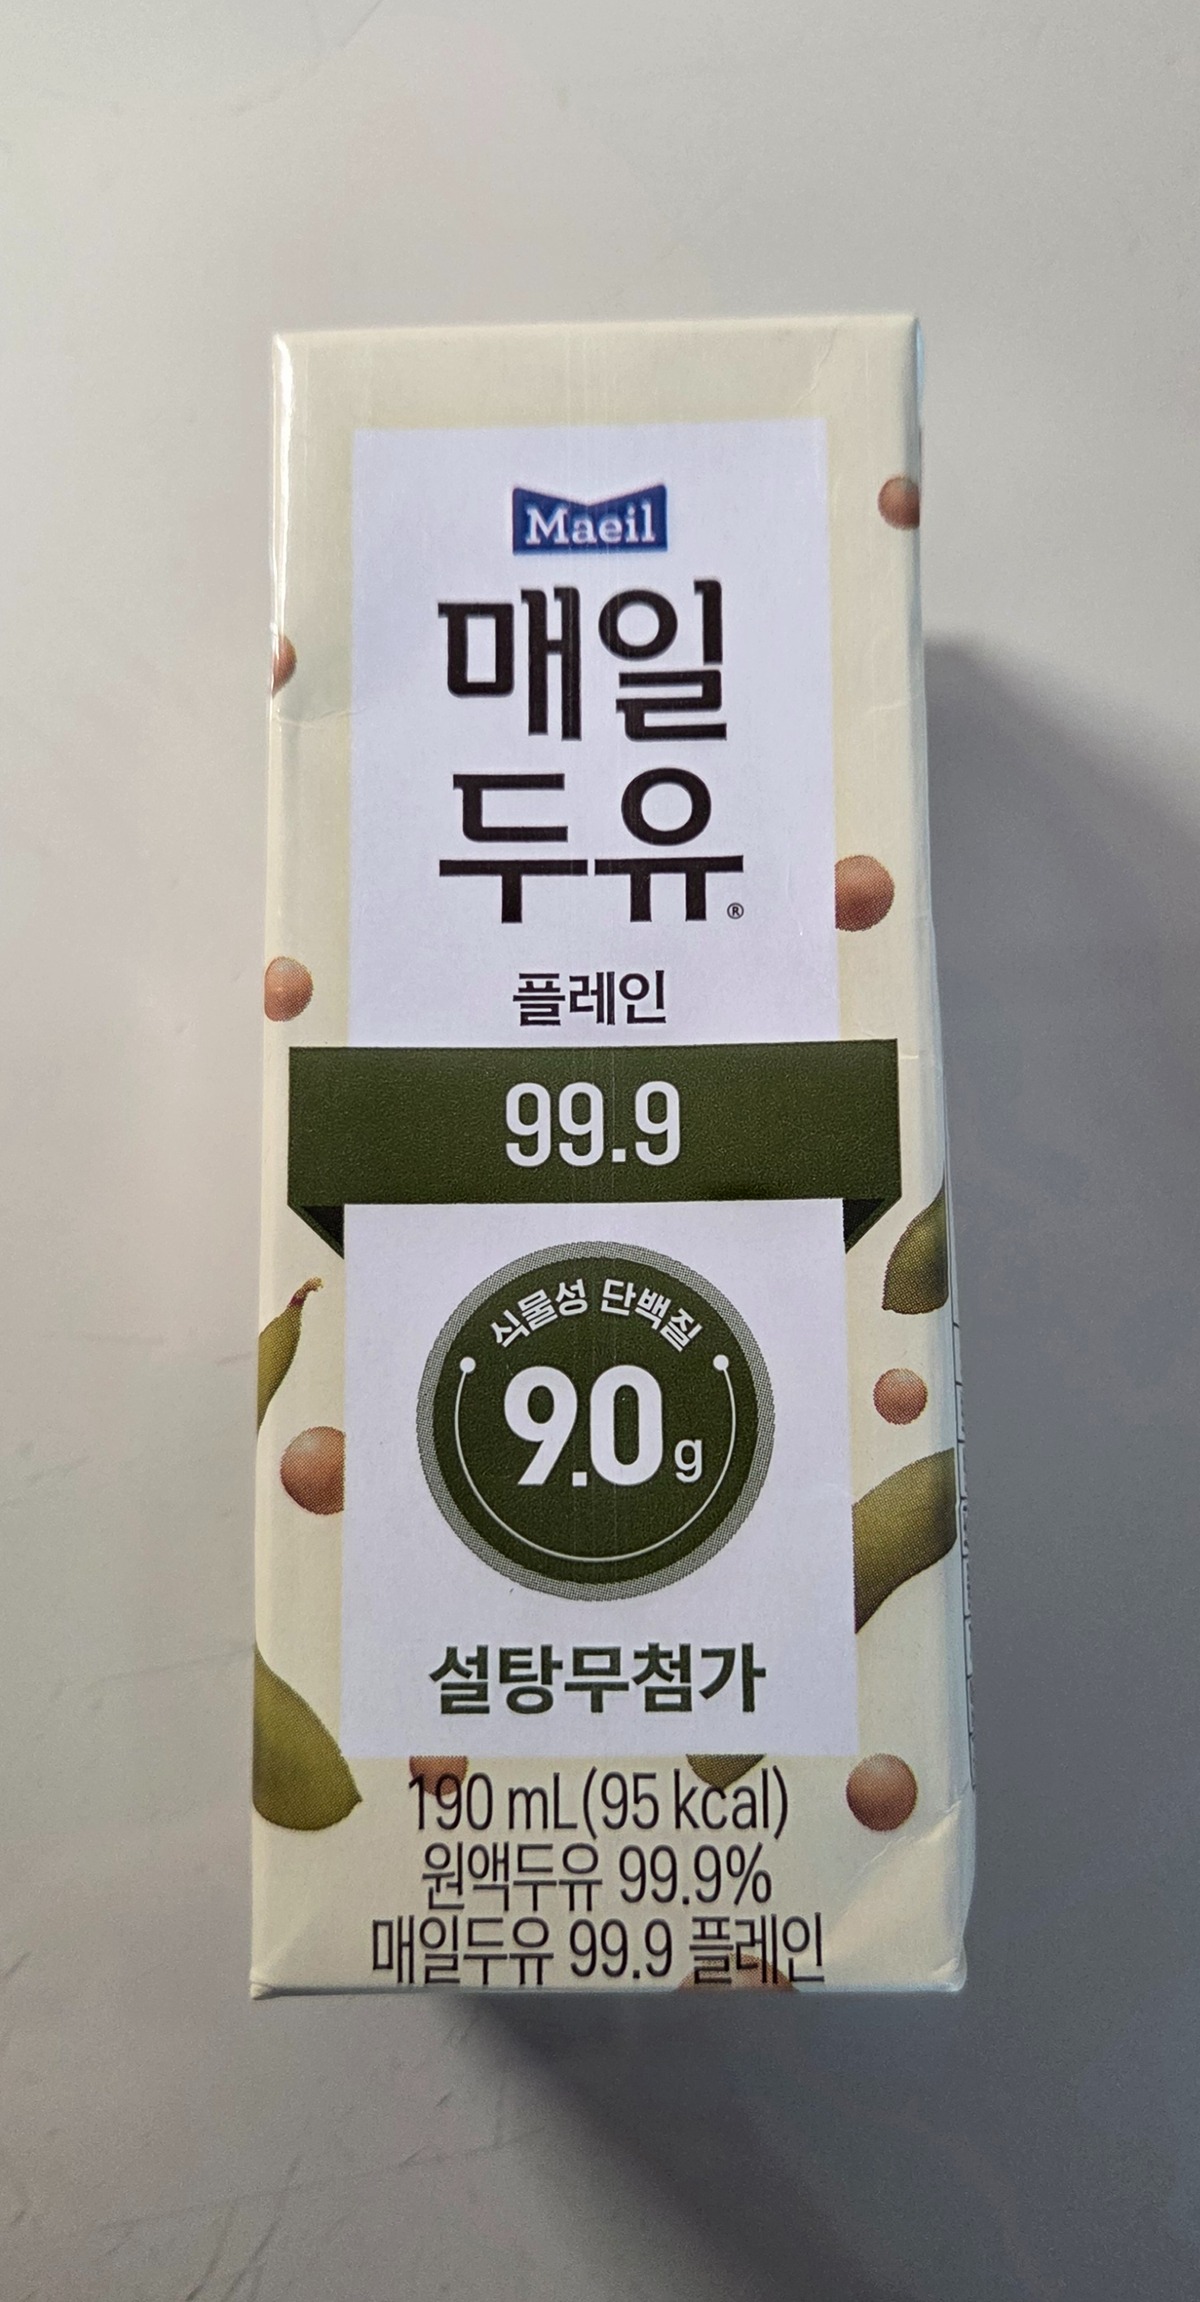 Maeil
매일
두유®
플레인
99.9
식물성 단백질
9.0 g
설탕무첨가
190 mL(95 kcal)
원액두유 99.9%
매일두유 99.9 플레인